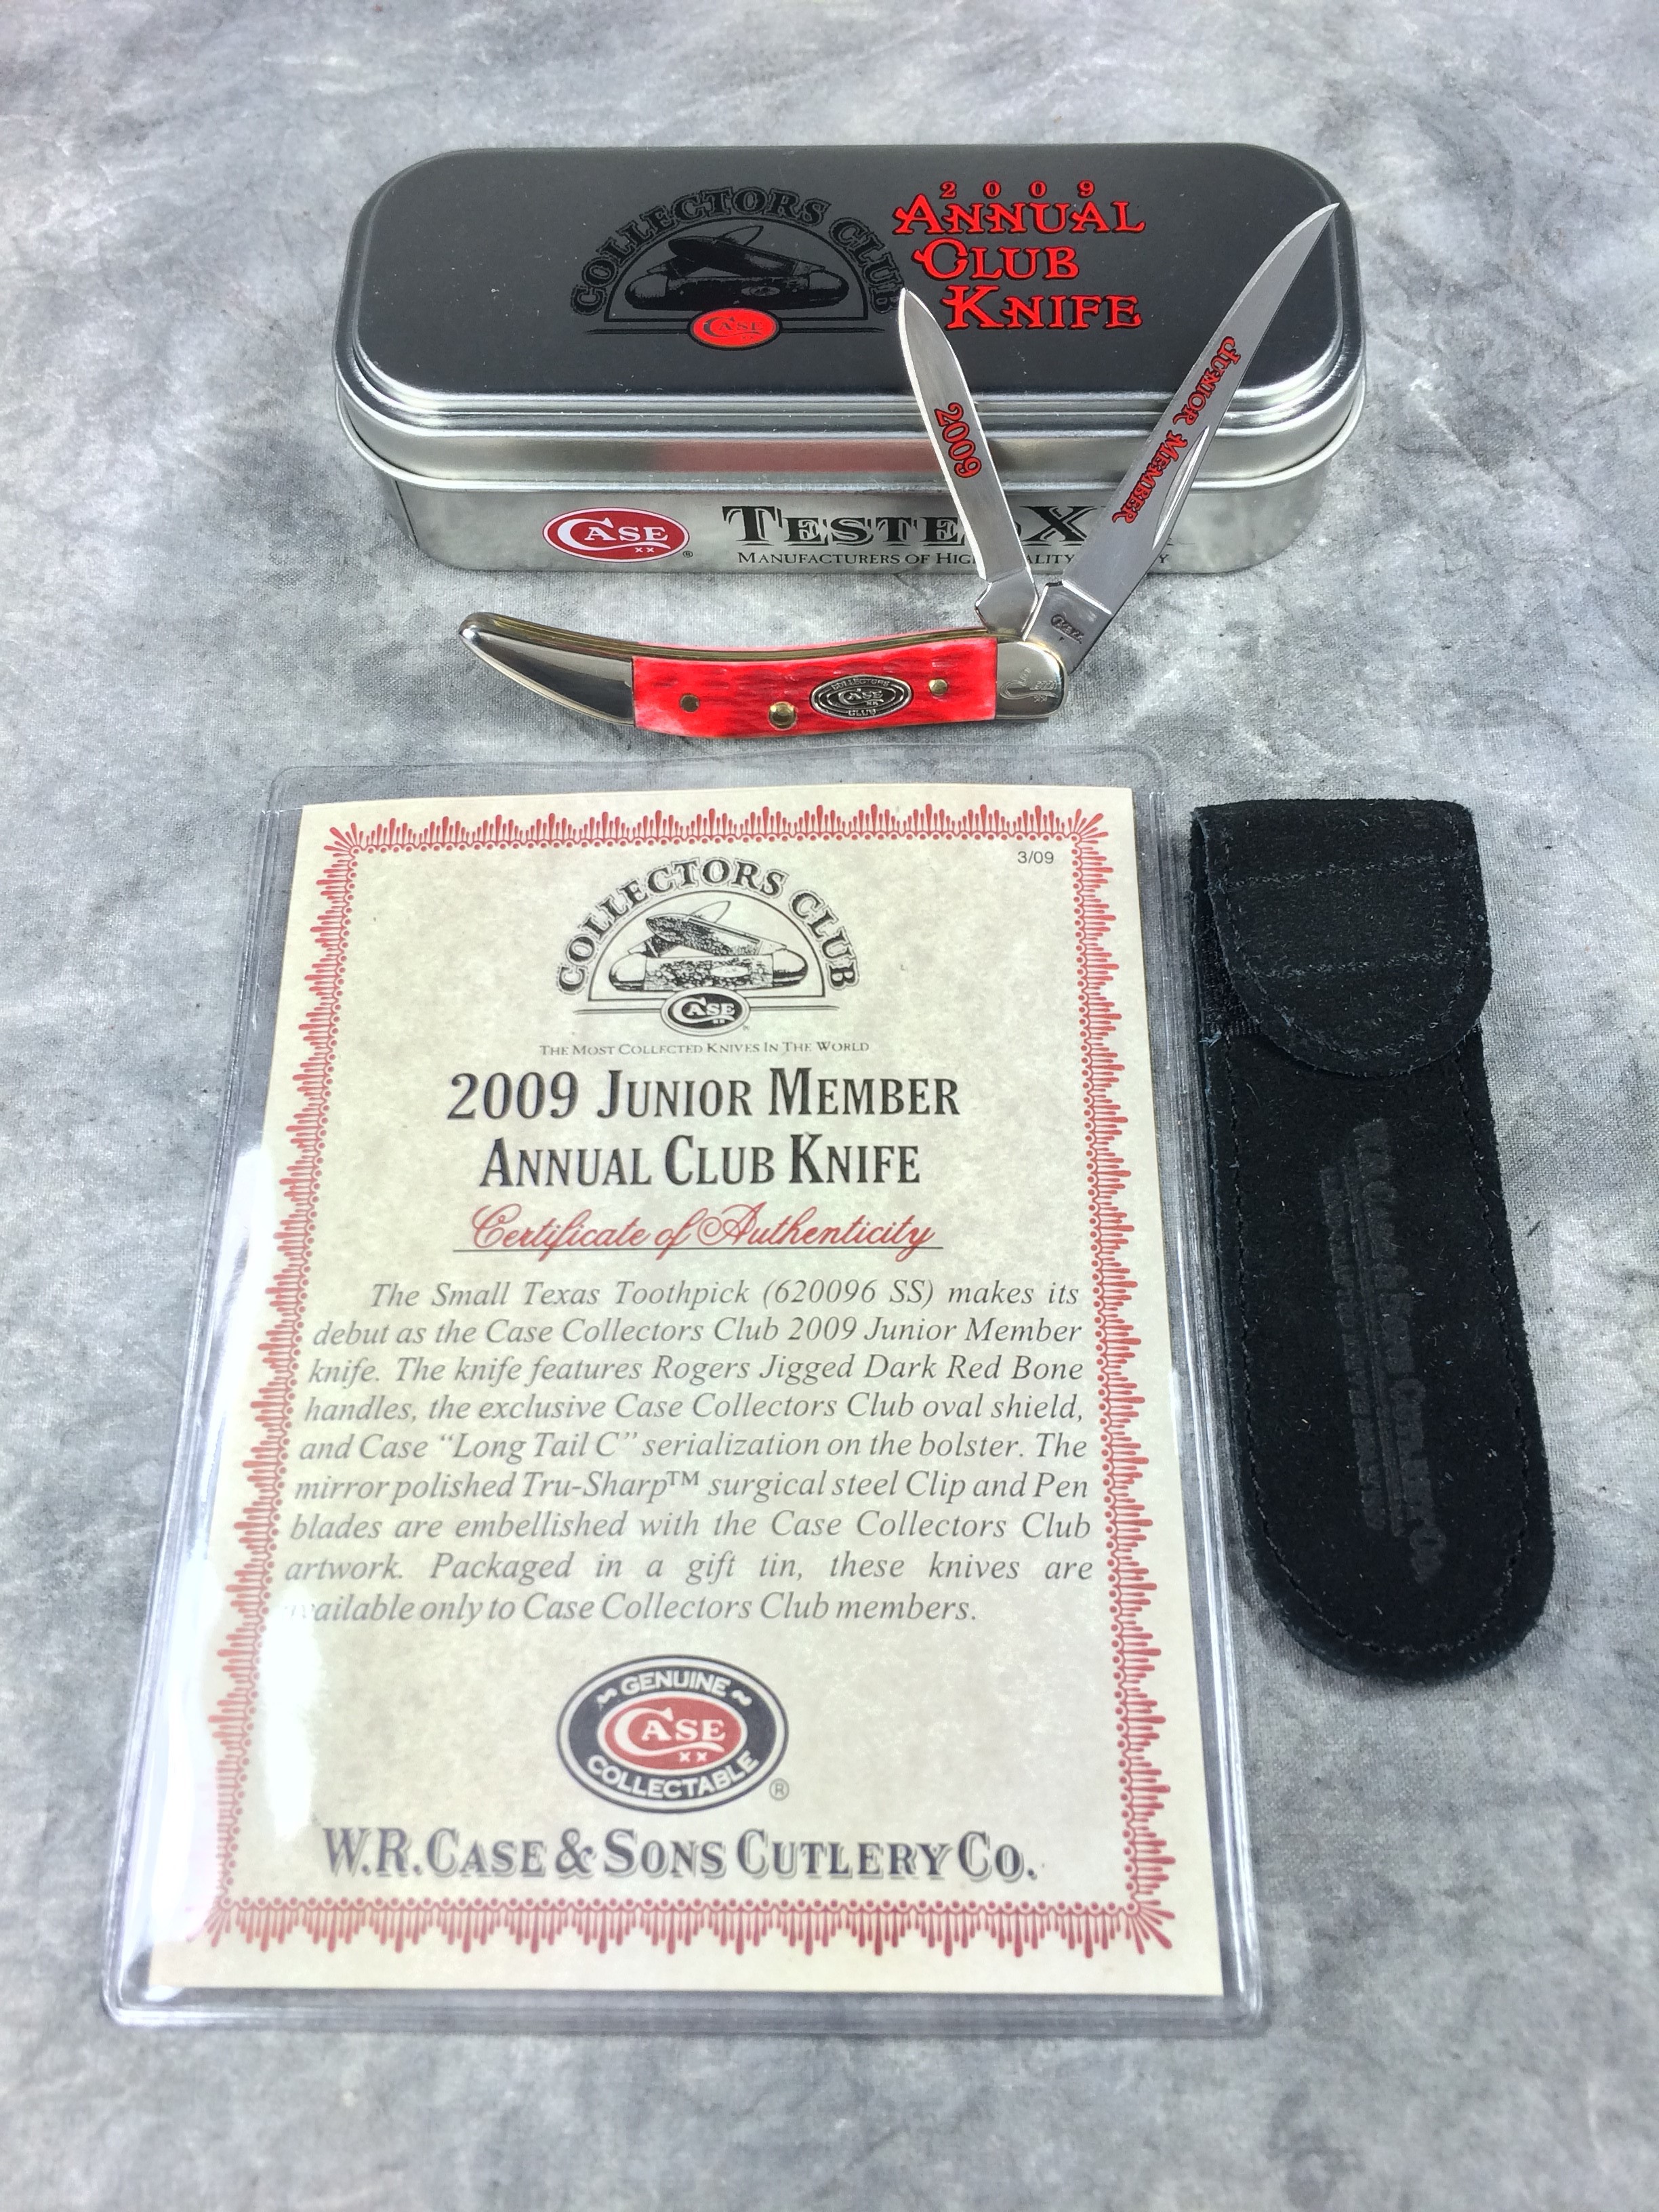 COLLECTORS CLUB
CASE
2009
ANNUAL
CLUB
KNIFE
2009
JUNIOR MEMBER
CASE XX ®
TESTED X
MANUFACTURERS OF HIGH
COLLECTORS
CASE XX
CLUB
3/09
COLLECTORS CLUB
CASE XX
THE MOST COLLECTED KNIVES IN THE WORLD
2009 JUNIOR MEMBER
ANNUAL CLUB KNIFE
Certificate of Authenticity
The Small Texas Toothpick (620096 SS) makes its
debut as the Case Collectors Club 2009 Junior Member
knife. The knife features Rogers Jigged Dark Red Bone
handles, the exclusive Case Collectors Club oval shield,
and Case “Long Tail C” serialization on the bolster. The
mirror polished Tru-Sharp™ surgical steel Clip and Pen
blades are embellished with the Case Collectors Club
artwork. Packaged in a gift tin, these knives are
available only to Case Collectors Club members.
~ GENUINE ~
CASE
XX
COLLECTABLE
®
W.R. CASE & SONS CUTLERY CO.